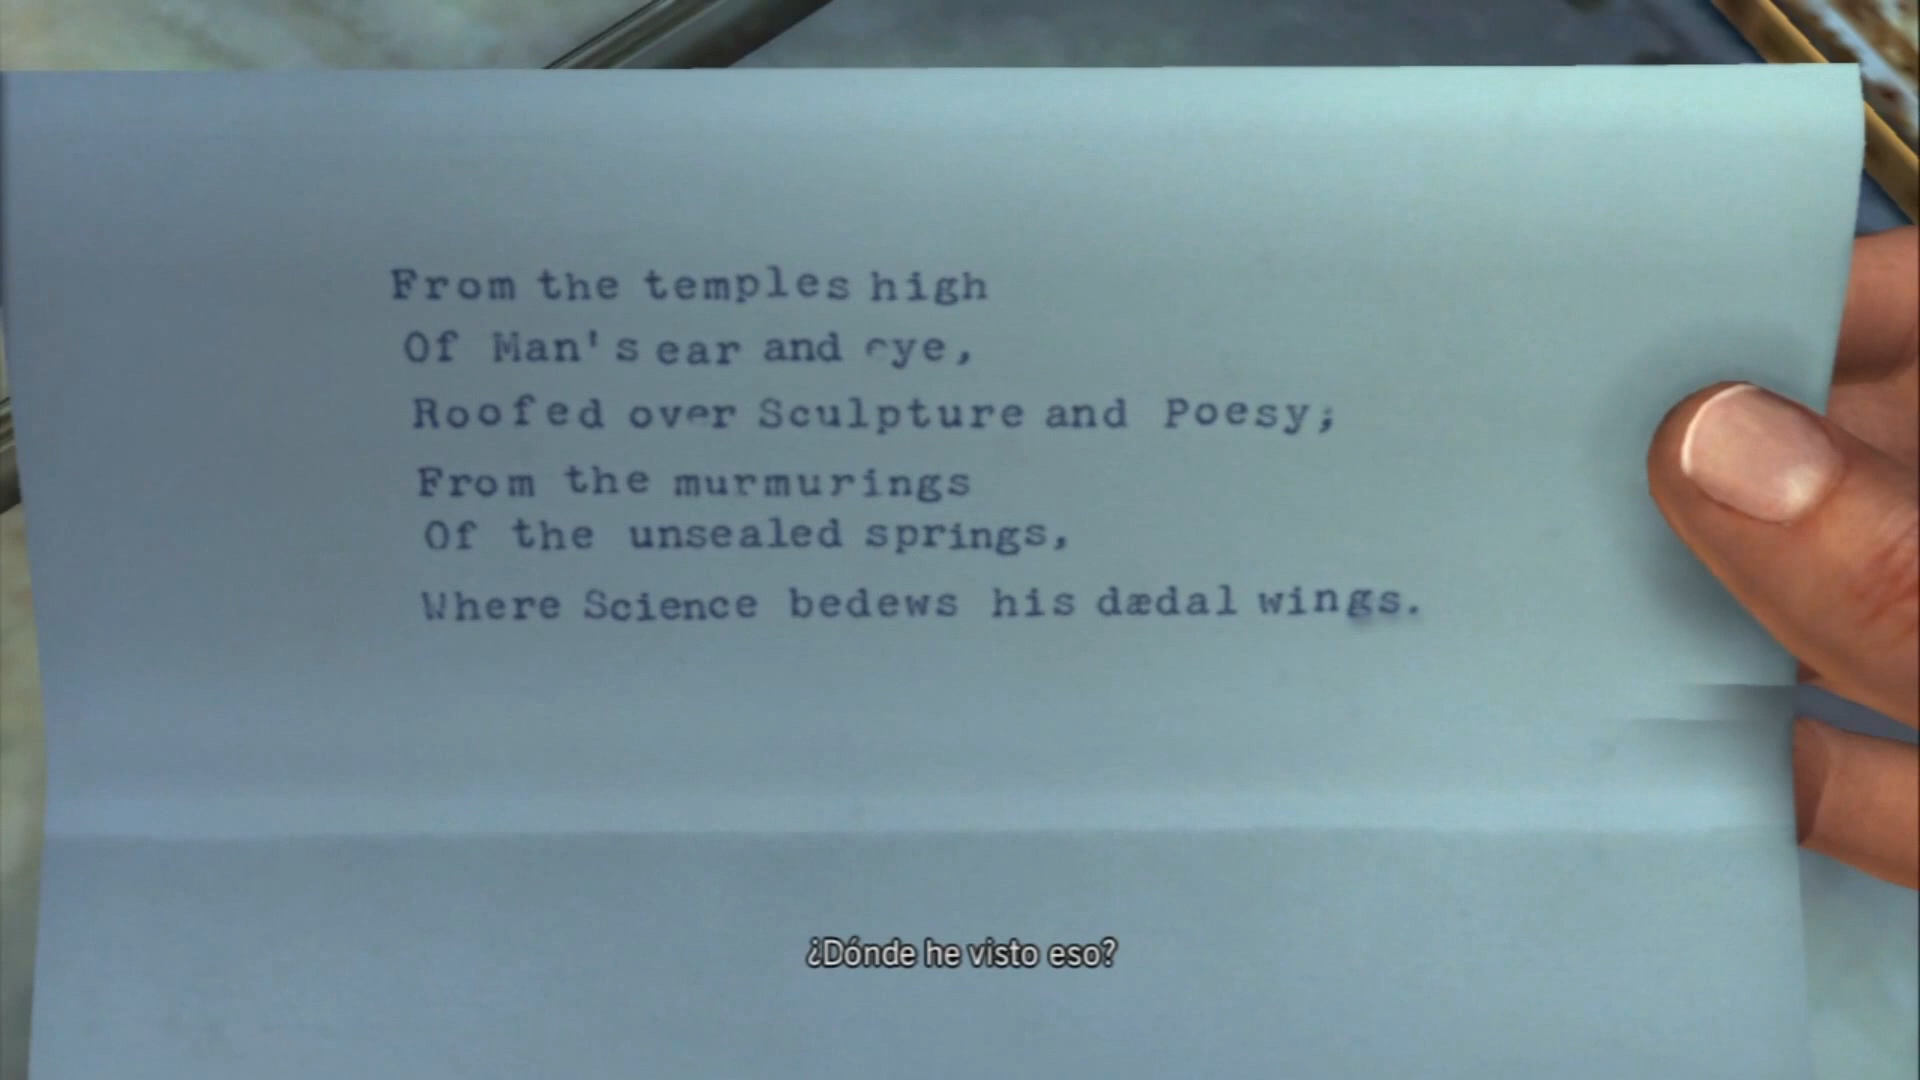 From the temples high
Of Man's ear and eye,
Roofed over Sculpture and Poesy;
From the murmurings
Of the unsealed springs,
Where Science bedews his dædal wings.
¿Dónde he visto eso?